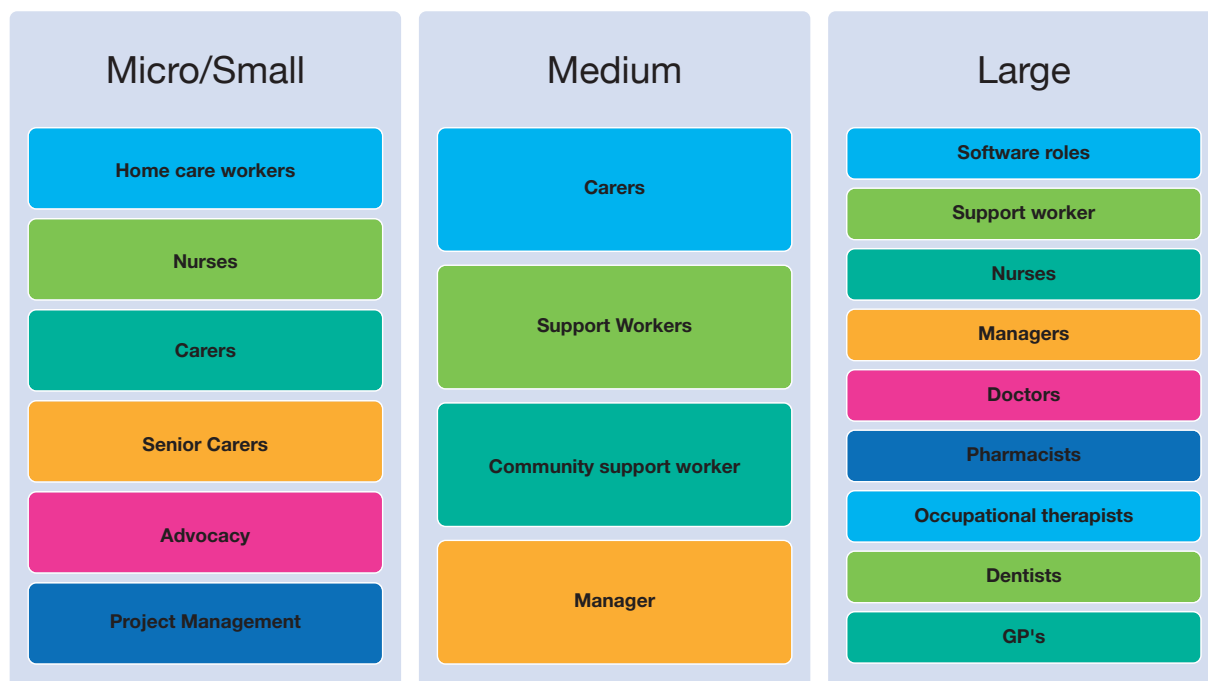 Micro/Small
Home care workers
Nurses
Carers
Senior Carers
Advocacy
Project Management
Medium
Carers
Support Workers
Community support worker
Manager
Large
Software roles
Support worker
Nurses
Managers
Doctors
Pharmacists
Occupational therapists
Dentists
GP's